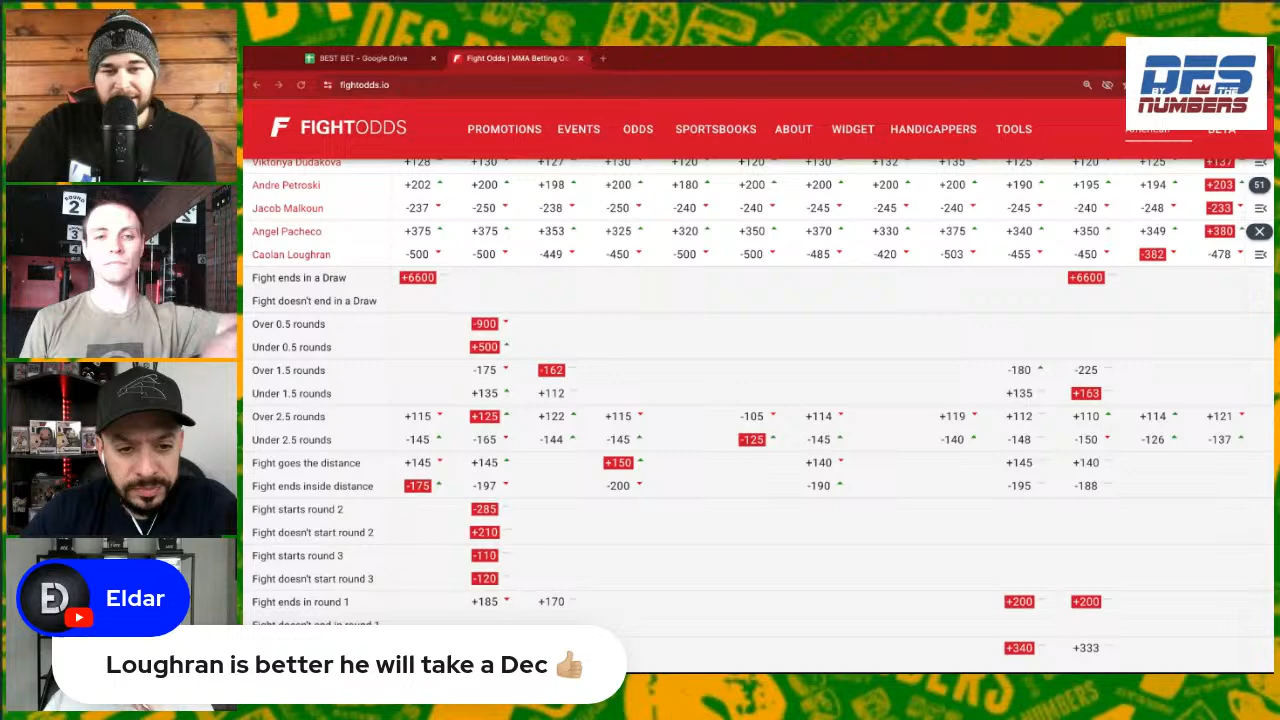 BEST BET - Google Drive
Fight Odds | MMA Betting Od
fightodds.io
DFS
BY THE
NUMBERS
FIGHTODDS PROMOTIONS EVENTS ODDS SPORTSBOOKS ABOUT WIDGET HANDICAPPERS TOOLS
Viktoriya Dudakova +128 +130 +127 +130 +120 +120 +130 +132 +135 +125 +120 +125 +137
Andre Petroski +202 +200 +198 +200 +180 +200 +200 +200 +200 +190 +195 +194 +203 51
Jacob Malkoun -237 -250 -238 -250 -240 -240 -245 -245 -240 -245 -240 -248 -233
Angel Pacheco +375 +375 +353 +325 +320 +350 +370 +330 +375 +340 +350 +349 +380
Caolan Loughran -500 -500 -449 -450 -500 -500 -485 -420 -503 -455 -450 -382 -478
Fight ends in a Draw +6600 +6600
Fight doesn't end in a Draw
Over 0.5 rounds -900
Under 0.5 rounds +500
Over 1.5 rounds -175 -162 -180 -225
Under 1.5 rounds +135 +112 +135 +163
Over 2.5 rounds +115 +125 +122 +115 -105 +114 +119 +112 +110 +114 +121
Under 2.5 rounds -145 -165 -144 -145 -125 -145 -140 -148 -150 -126 -137
Fight goes the distance +145 +145 +150 +140 +145 +140
Fight ends inside distance -175 -197 -200 -190 -195 -188
Fight starts round 2 -285
Fight doesn't start round 2 +210
Fight starts round 3 -110
Fight doesn't start round 3 -120
Fight ends in round 1 +185 +170 +200 +200
+340 +333
ROUND
2
3
Eldar
Loughran is better he will take a Dec 👍🏼